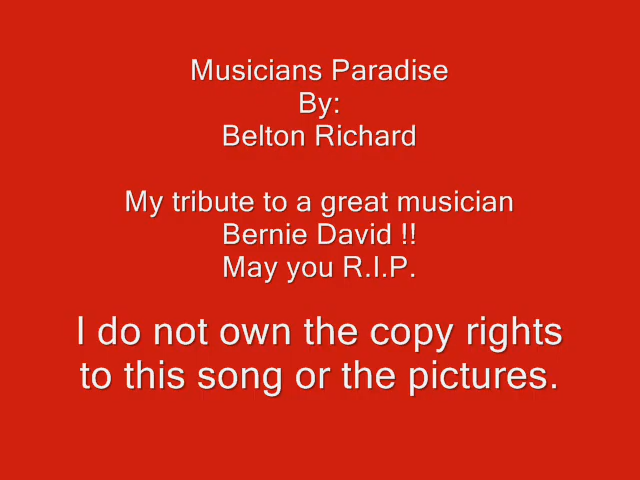 Musicians Paradise
By:
Belton Richard
My tribute to a great musician
Bernie David !!
May you R.I.P.
I do not own the copy rights
to this song or the pictures.